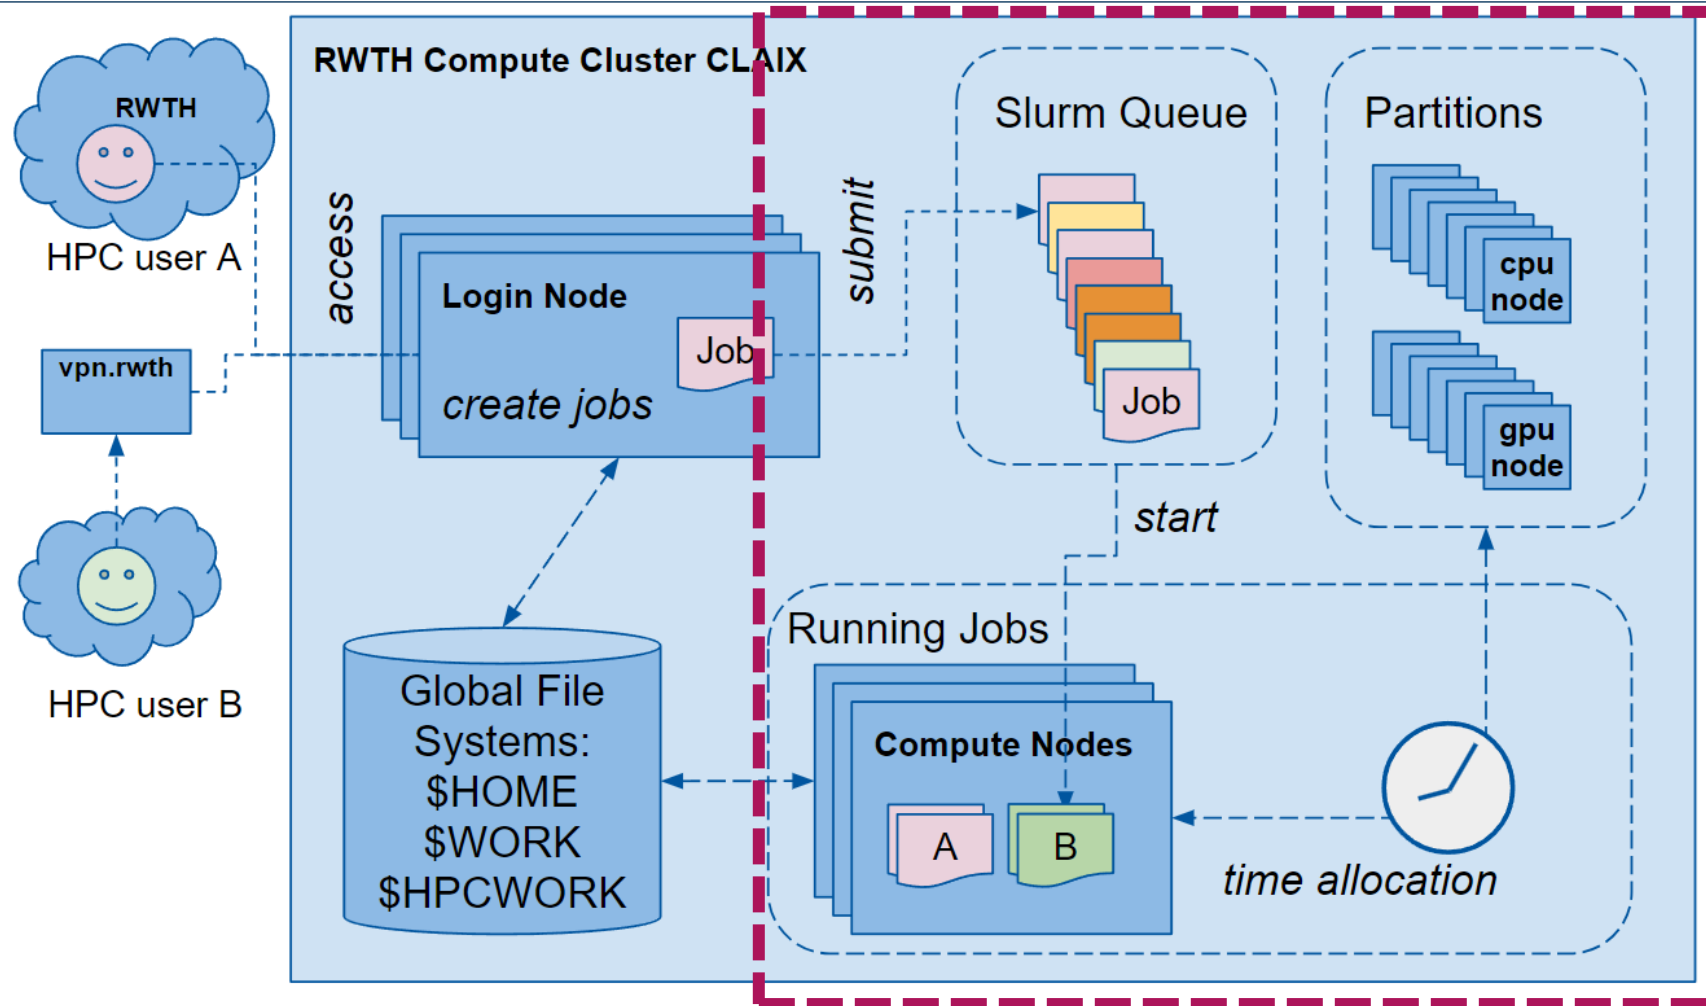 RWTH Compute Cluster CLAIX
RWTH
HPC user A
vpn.rwth
HPC user B
access
Login Node
Job
create jobs
submit
Slurm Queue
Job
Partitions
cpu
node
gpu
node
start
Global File
Systems:
$HOME
$WORK
$HPCWORK
Running Jobs
Compute Nodes
A
B
time allocation